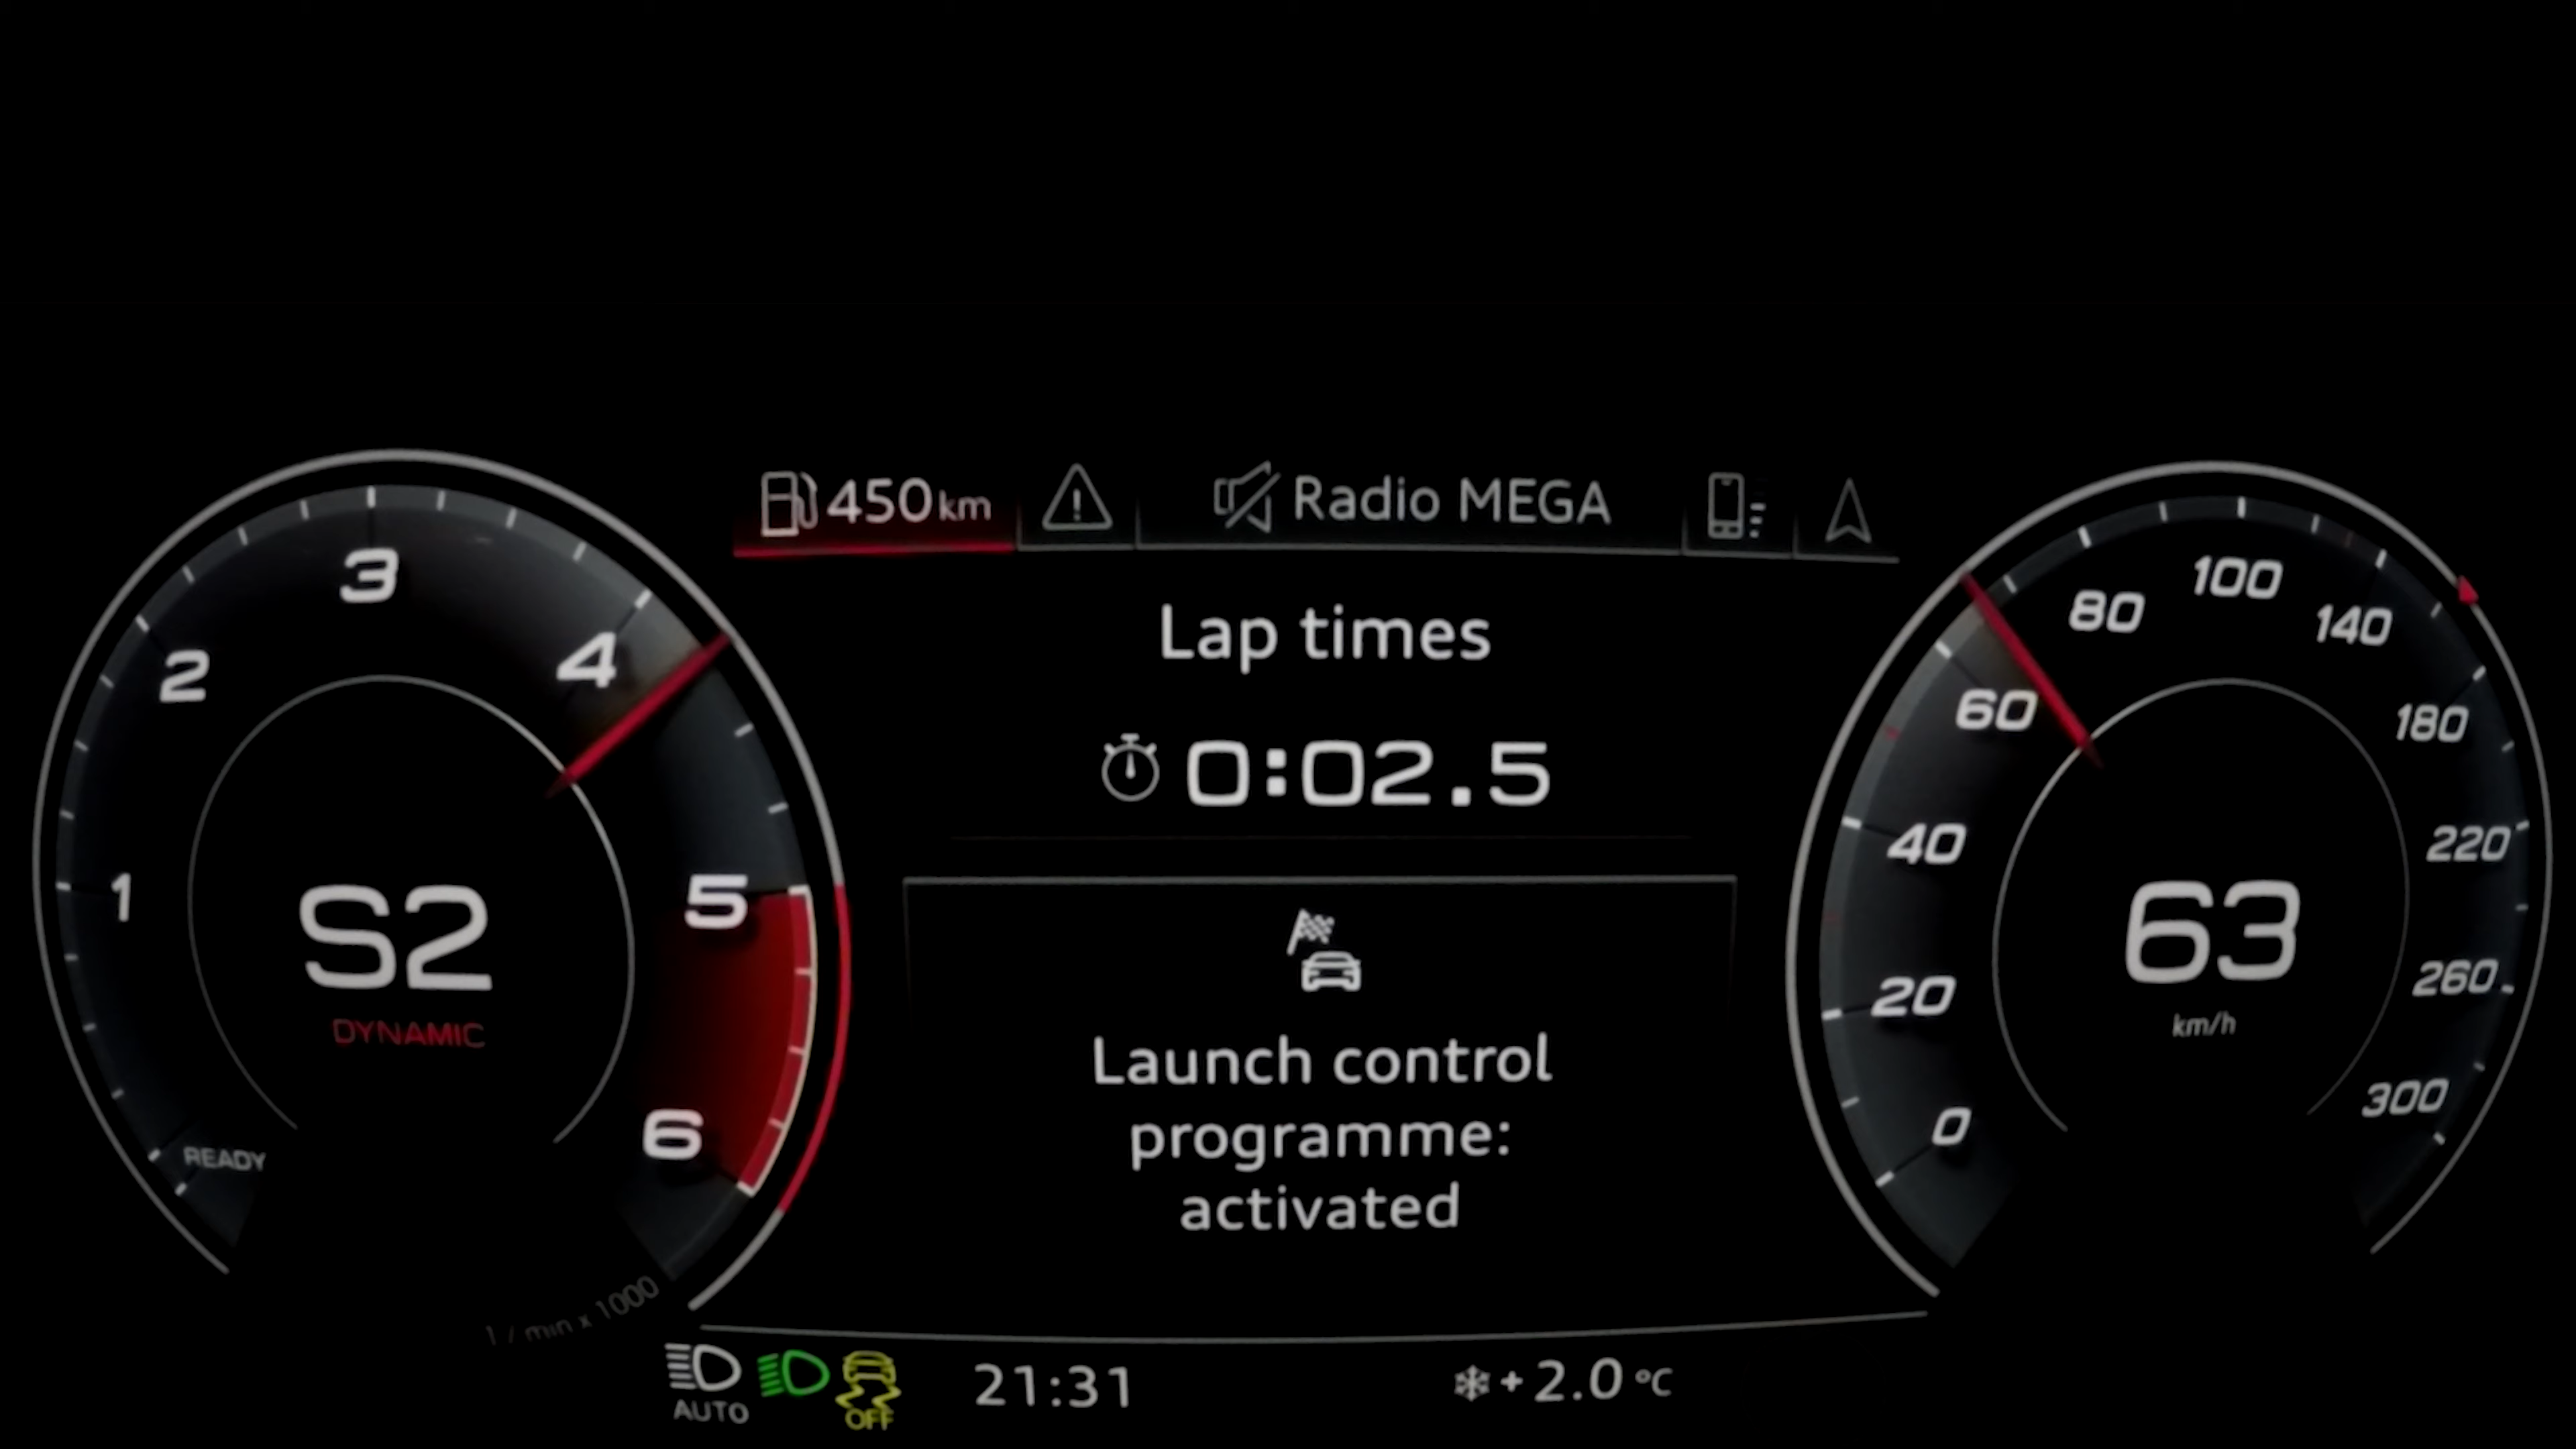 450 km
Radio MEGA
Lap times
0:02.5
Launch control
programme:
activated
READY
1
2
3
4
5
6
1 / min x 1000
S2
DYNAMIC
0
20
40
60
80
100
140
180
220
260
300
63
km/h
AUTO
OFF
21:31
+2.0 °C